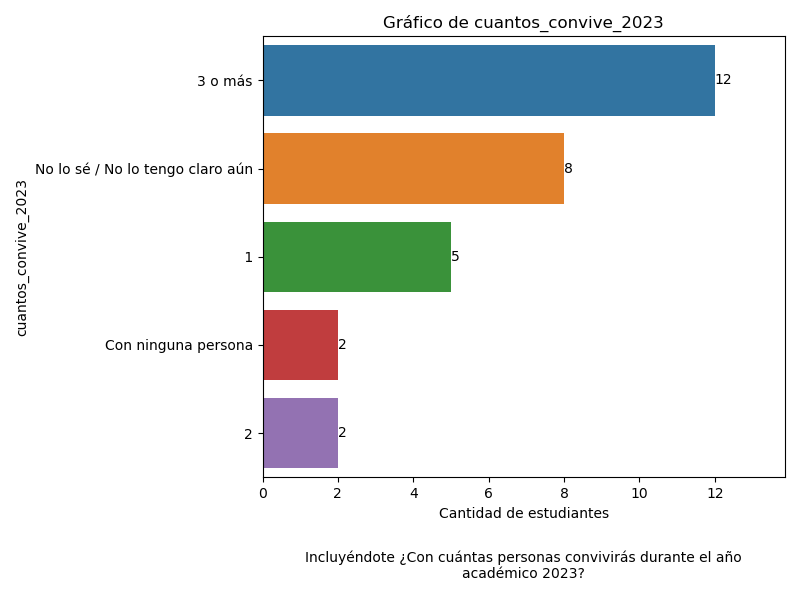 Gráfico de cuantos_convive_2023
cuantos_convive_2023
3 o más
12
No lo sé / No lo tengo claro aún
8
1
5
Con ninguna persona
2
2
2
0 2 4 6 8 10 12
Cantidad de estudiantes
Incluyéndote ¿Con cuántas personas convivirás durante el año
académico 2023?